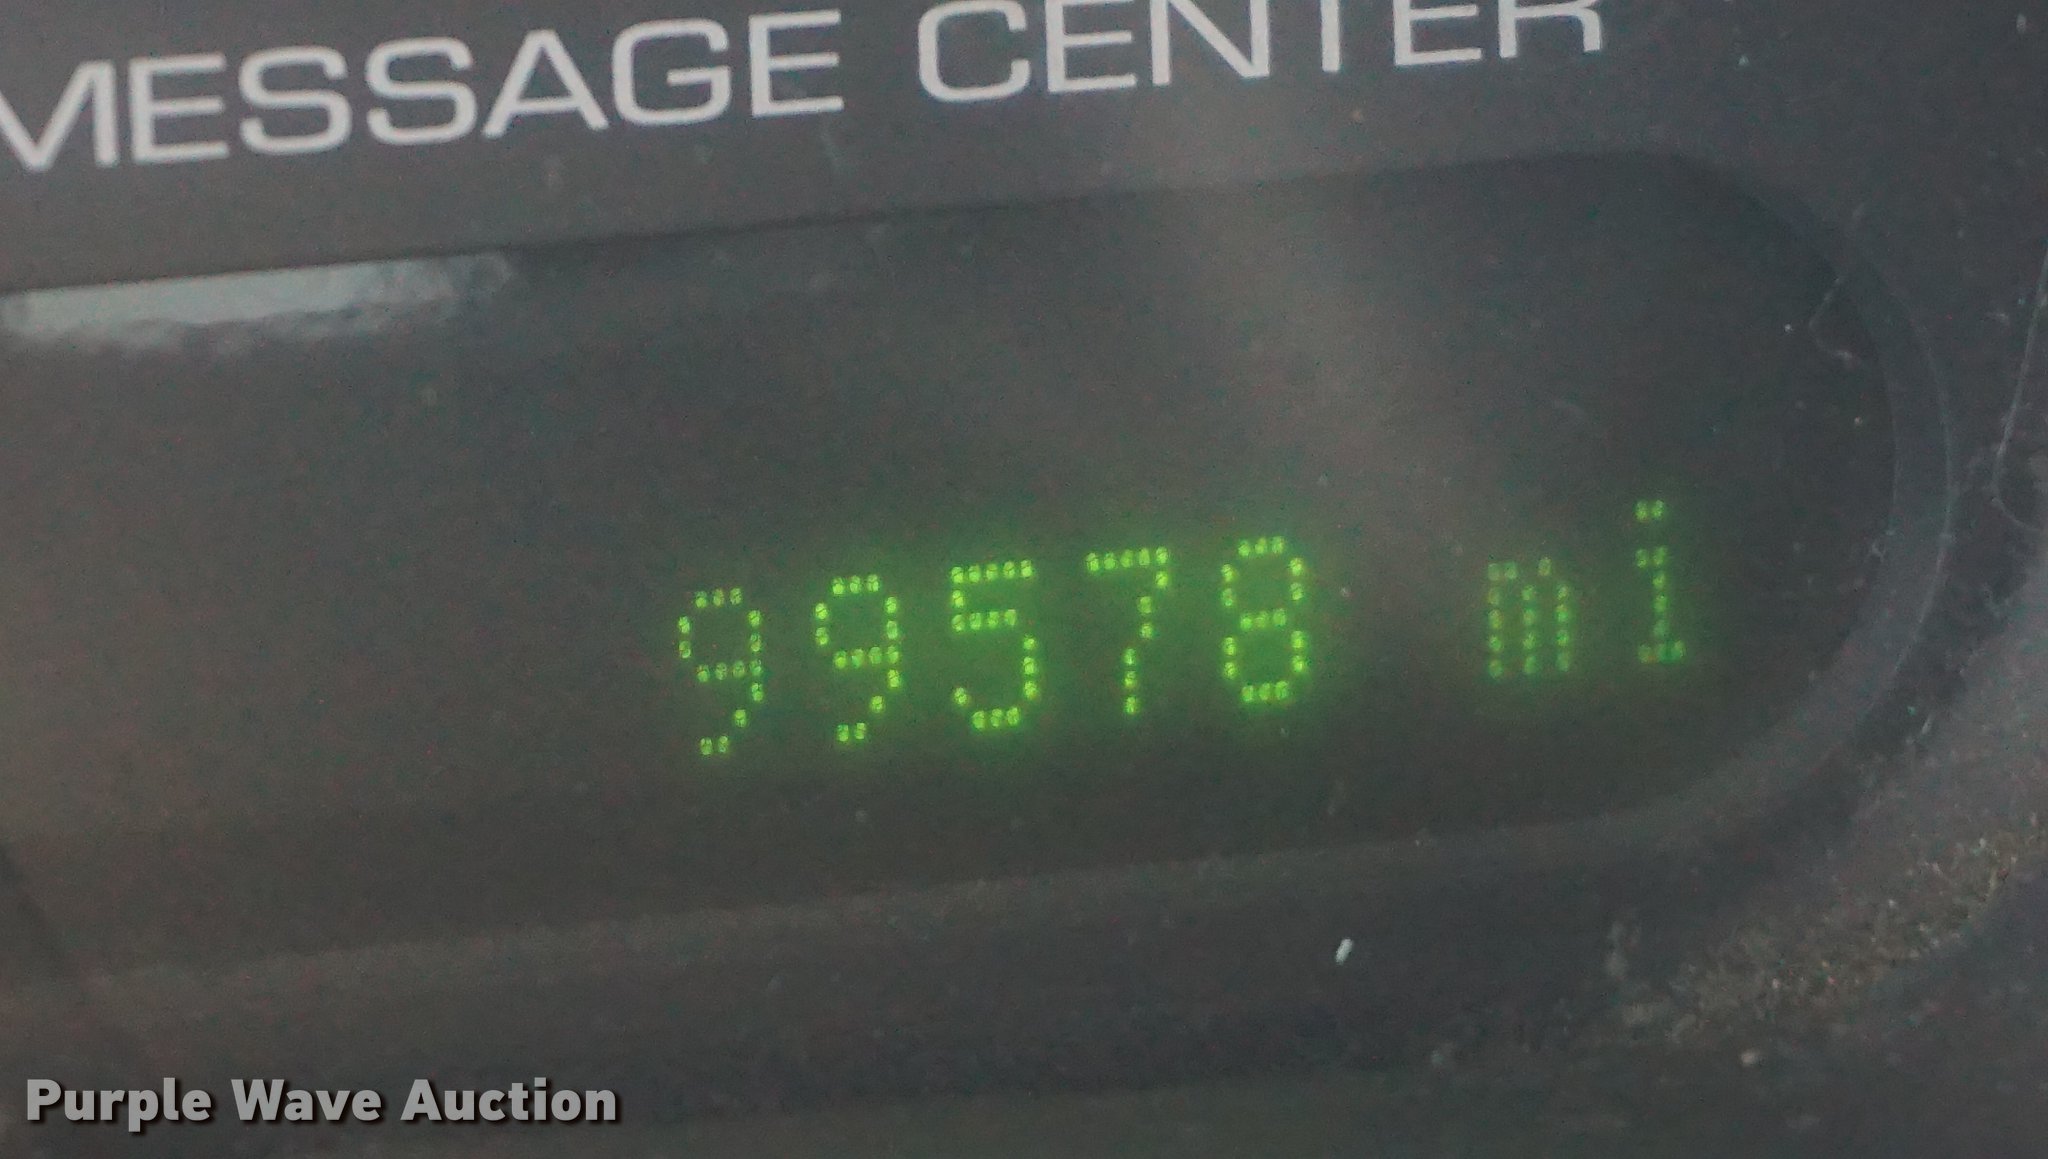 MESSAGE CENTER
99578 mi
Purple Wave Auction